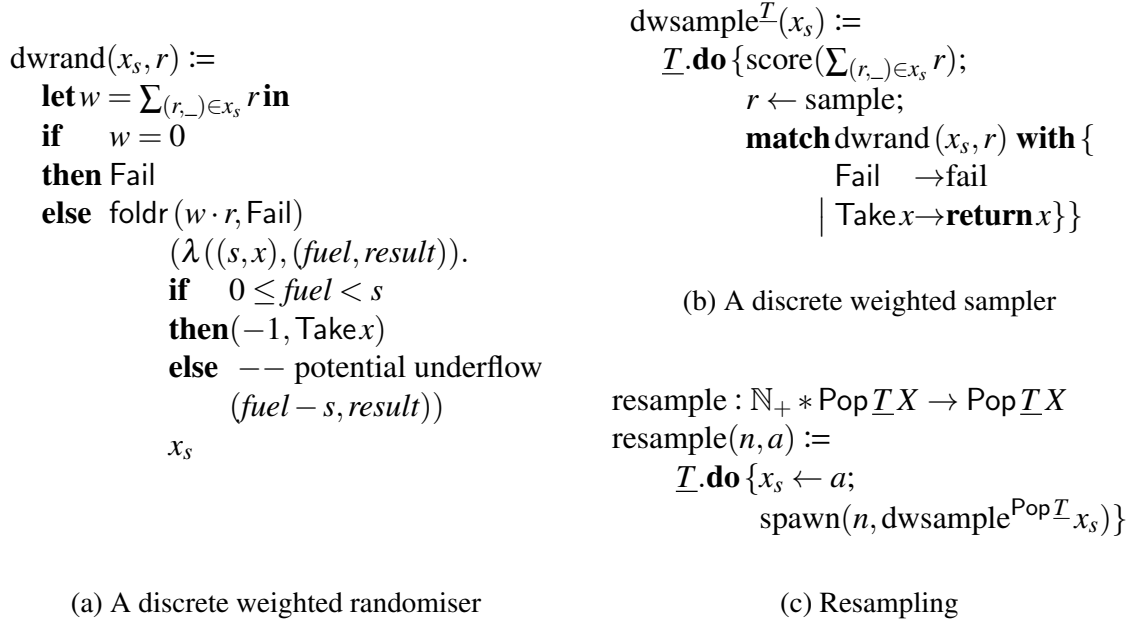 dwrand(x_s, r) :=
let w = ∑_{(r,_)∈x_s} r in
if w = 0
then Fail
else foldr (w · r, Fail)
(λ((s, x), (fuel, result)).
if 0 ≤ fuel < s
then(−1, Take x)
else −− potential underflow
(fuel − s, result))
x_s
(a) A discrete weighted randomiser
dwsample^T(x_s) :=
T.do {score(∑_{(r,_)∈x_s} r);
r ← sample;
match dwrand (x_s, r) with {
Fail →fail
| Take x→return x}}
(b) A discrete weighted sampler
resample : ℕ₊ ∗ Pop T X → Pop T X
resample(n, a) :=
T.do {x_s ← a;
spawn(n, dwsample^{Pop T} x_s)}
(c) Resampling